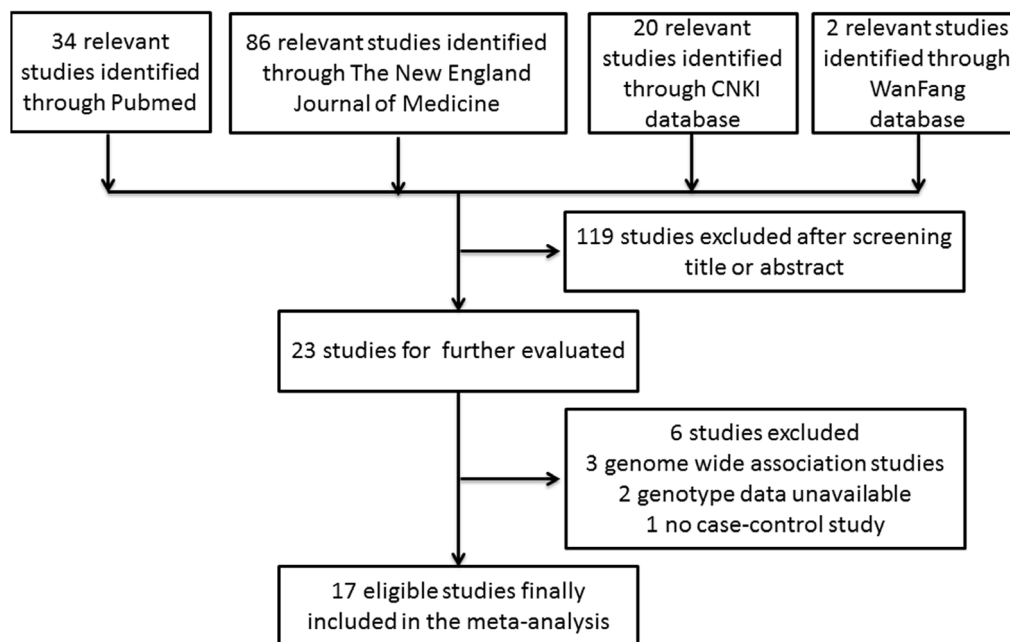 34 relevant
studies identified
through Pubmed
86 relevant studies identified
through The New England
Journal of Medicine
20 relevant
studies identified
through CNKI
database
2 relevant studies
identified through
WanFang
database
119 studies excluded after screening
title or abstract
23 studies for further evaluated
6 studies excluded
3 genome wide association studies
2 genotype data unavailable
1 no case-control study
17 eligible studies finally
included in the meta-analysis